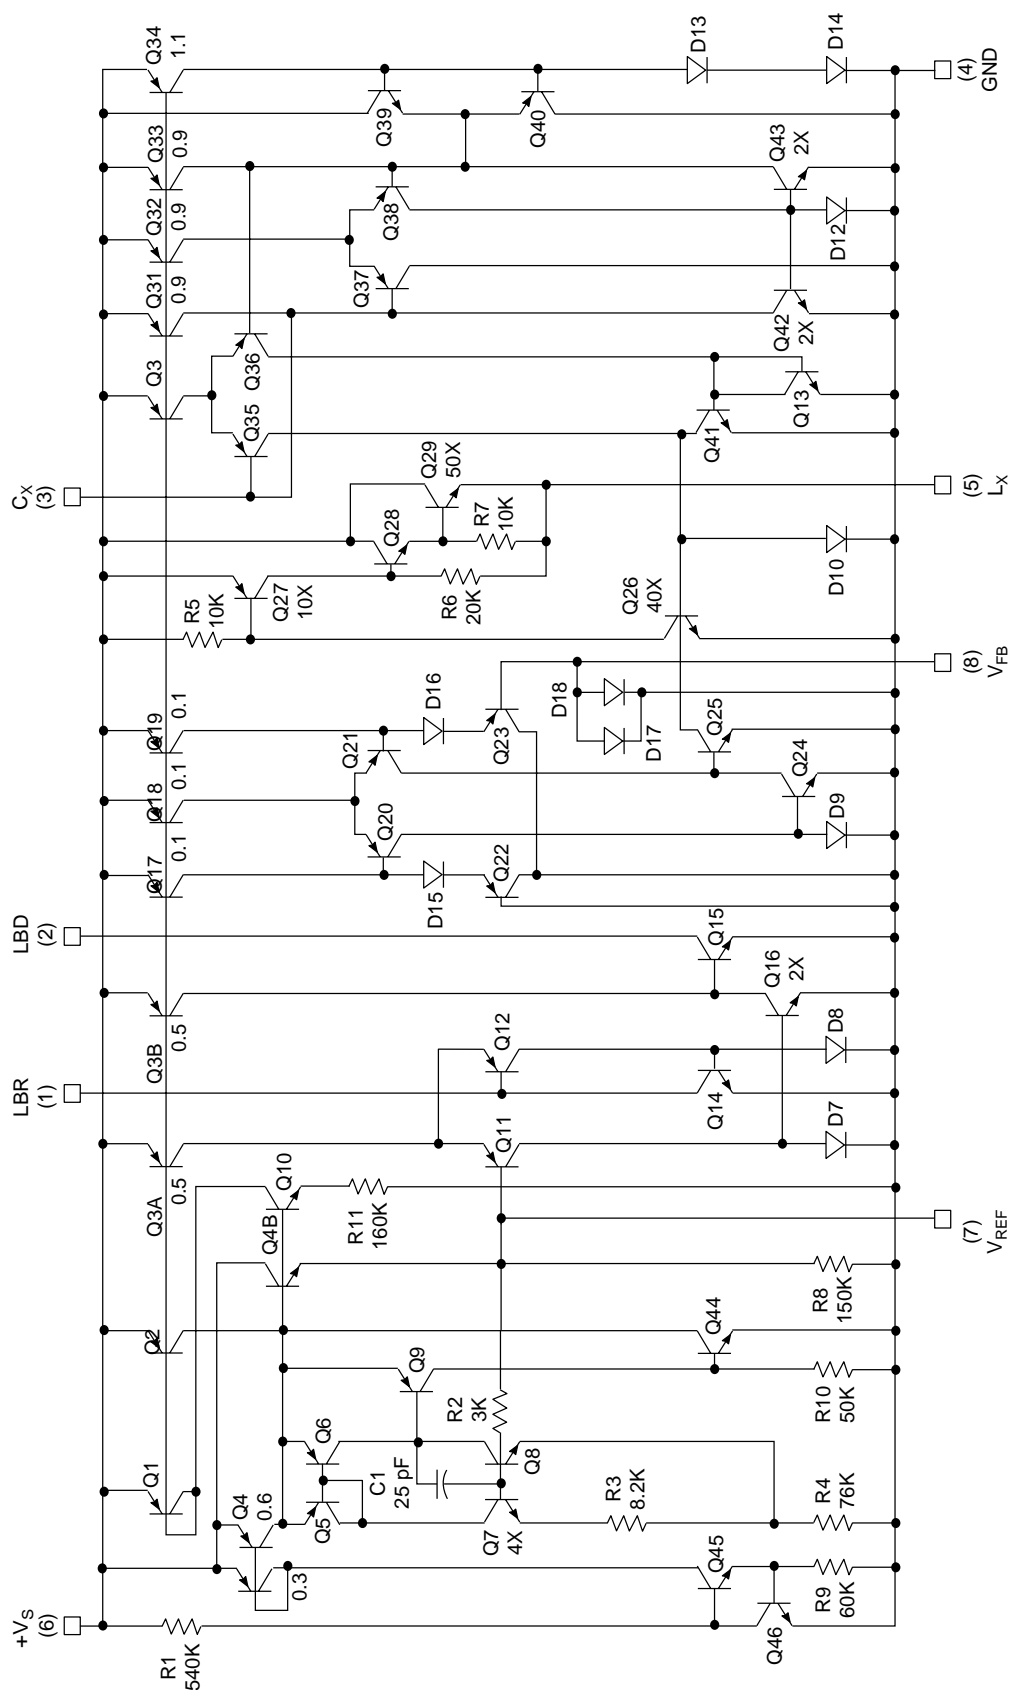 +VS
(6)
R1
540K
0.3
Q4
0.6
Q1
Q5
Q6
Q7
4X
Q8
C1
25 pF
R2
3K
R3
8.2K
R4
76K
Q9
Q45
Q46
R9
60K
Q2
Q44
R10
50K
Q4B
R8
150K
VREF
(7)
Q10
R11
160K
Q3A
0.5
Q11
D7
LBR
(1)
Q12
Q14
D8
Q3B
0.5
Q16
2X
LBD
(2)
Q15
Q17
0.1
Q18
0.1
Q19
0.1
Q20
Q21
D15
D16
Q22
Q23
D9
Q24
Q25
D17
D18
VFB
(8)
R5
10K
Q26
40X
Q27
10X
R6
20K
Q28
R7
10K
Q29
50X
D10
LX
(5)
CX
(3)
Q35
Q36
Q41
Q13
Q3
Q31
0.9
Q32
0.9
Q33
0.9
Q34
1.1
Q37
Q38
Q39
Q40
Q42
2X
D12
Q43
2X
D13
D14
GND
(4)